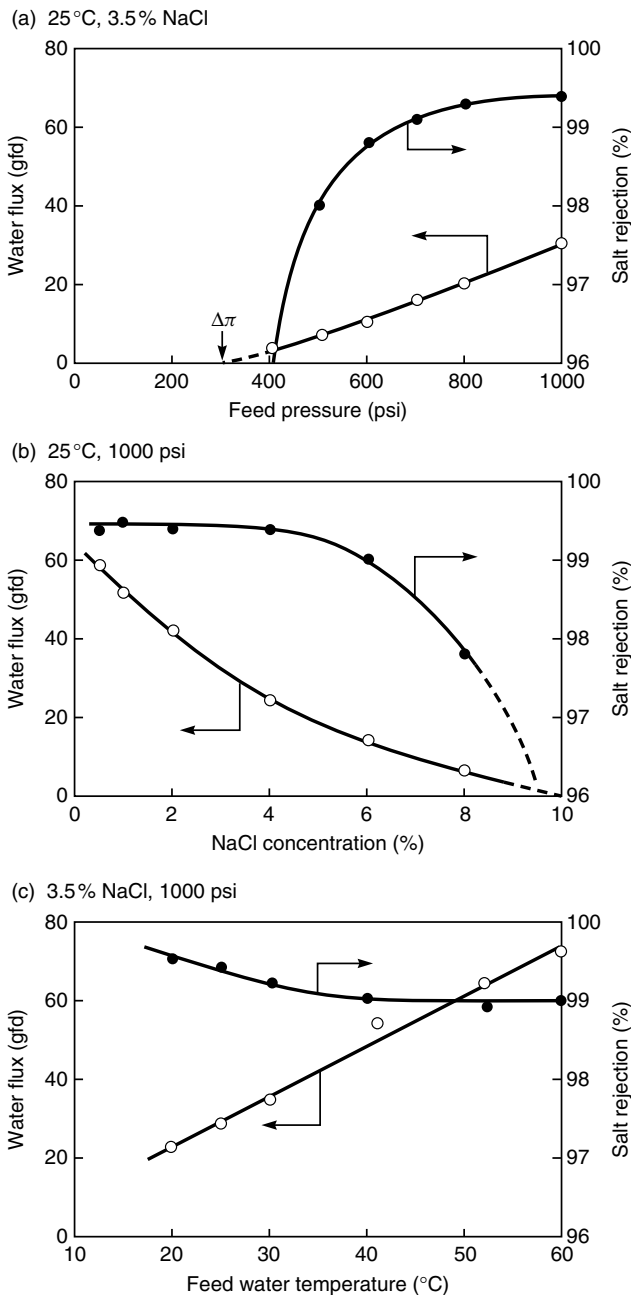 (a) 25°C, 3.5% NaCl
80
60
40
20
0
Water flux (gfd)
100
99
98
97
96
Salt rejection (%)
Δπ
0 200 400 600 800 1000
Feed pressure (psi)
(b) 25°C, 1000 psi
80
60
40
20
0
Water flux (gfd)
100
99
98
97
96
Salt rejection (%)
0 2 4 6 8 10
NaCl concentration (%)
(c) 3.5% NaCl, 1000 psi
80
60
40
20
0
Water flux (gfd)
100
99
98
97
96
Salt rejection (%)
10 20 30 40 50 60
Feed water temperature (°C)